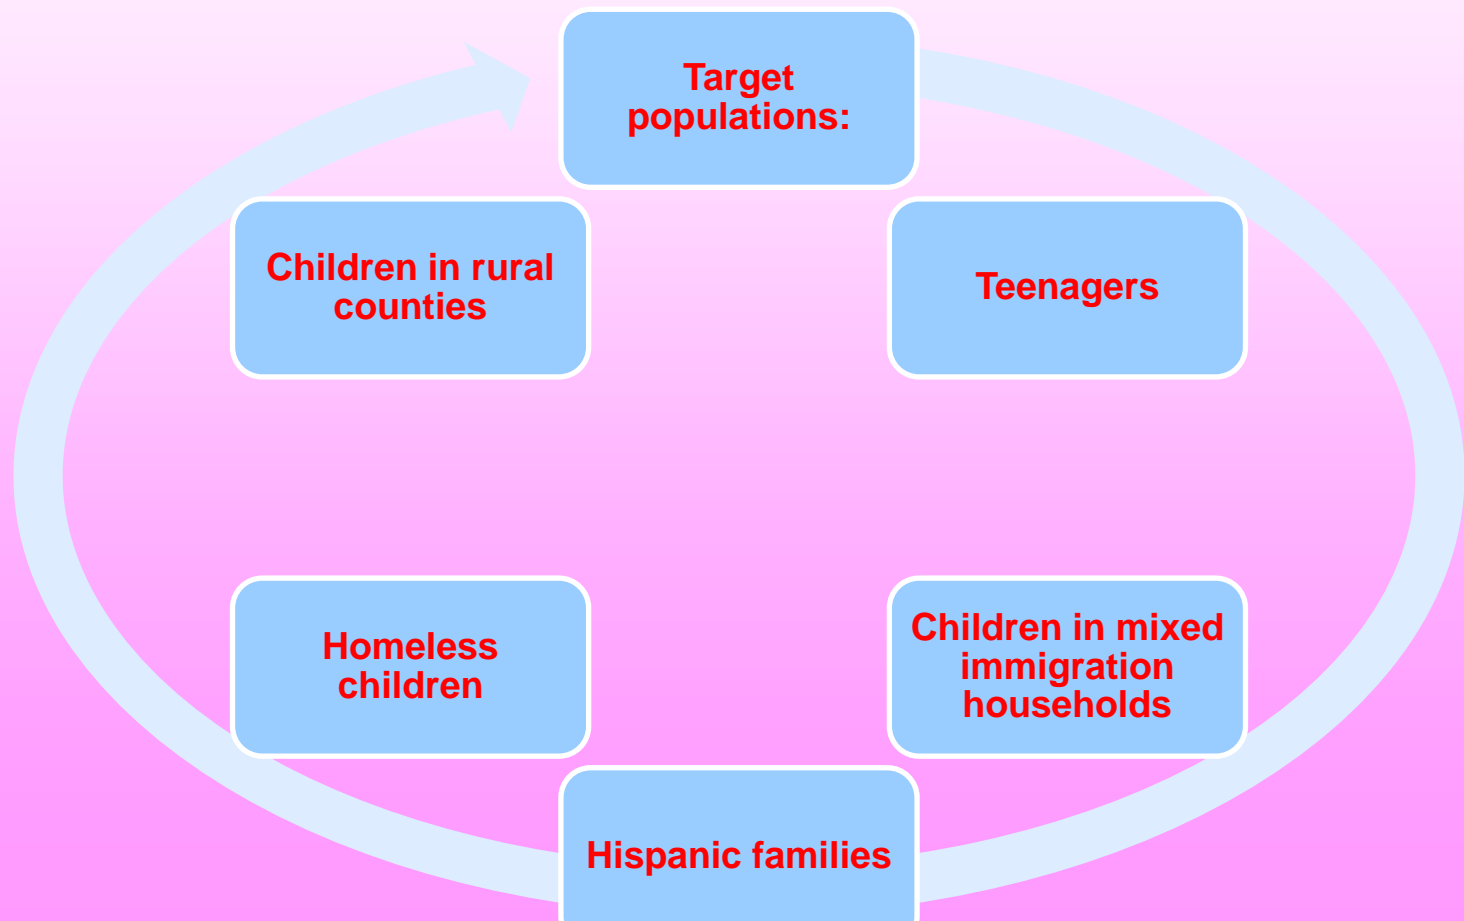 Target
populations:
Teenagers
Children in mixed
immigration
households
Hispanic families
Homeless
children
Children in rural
counties